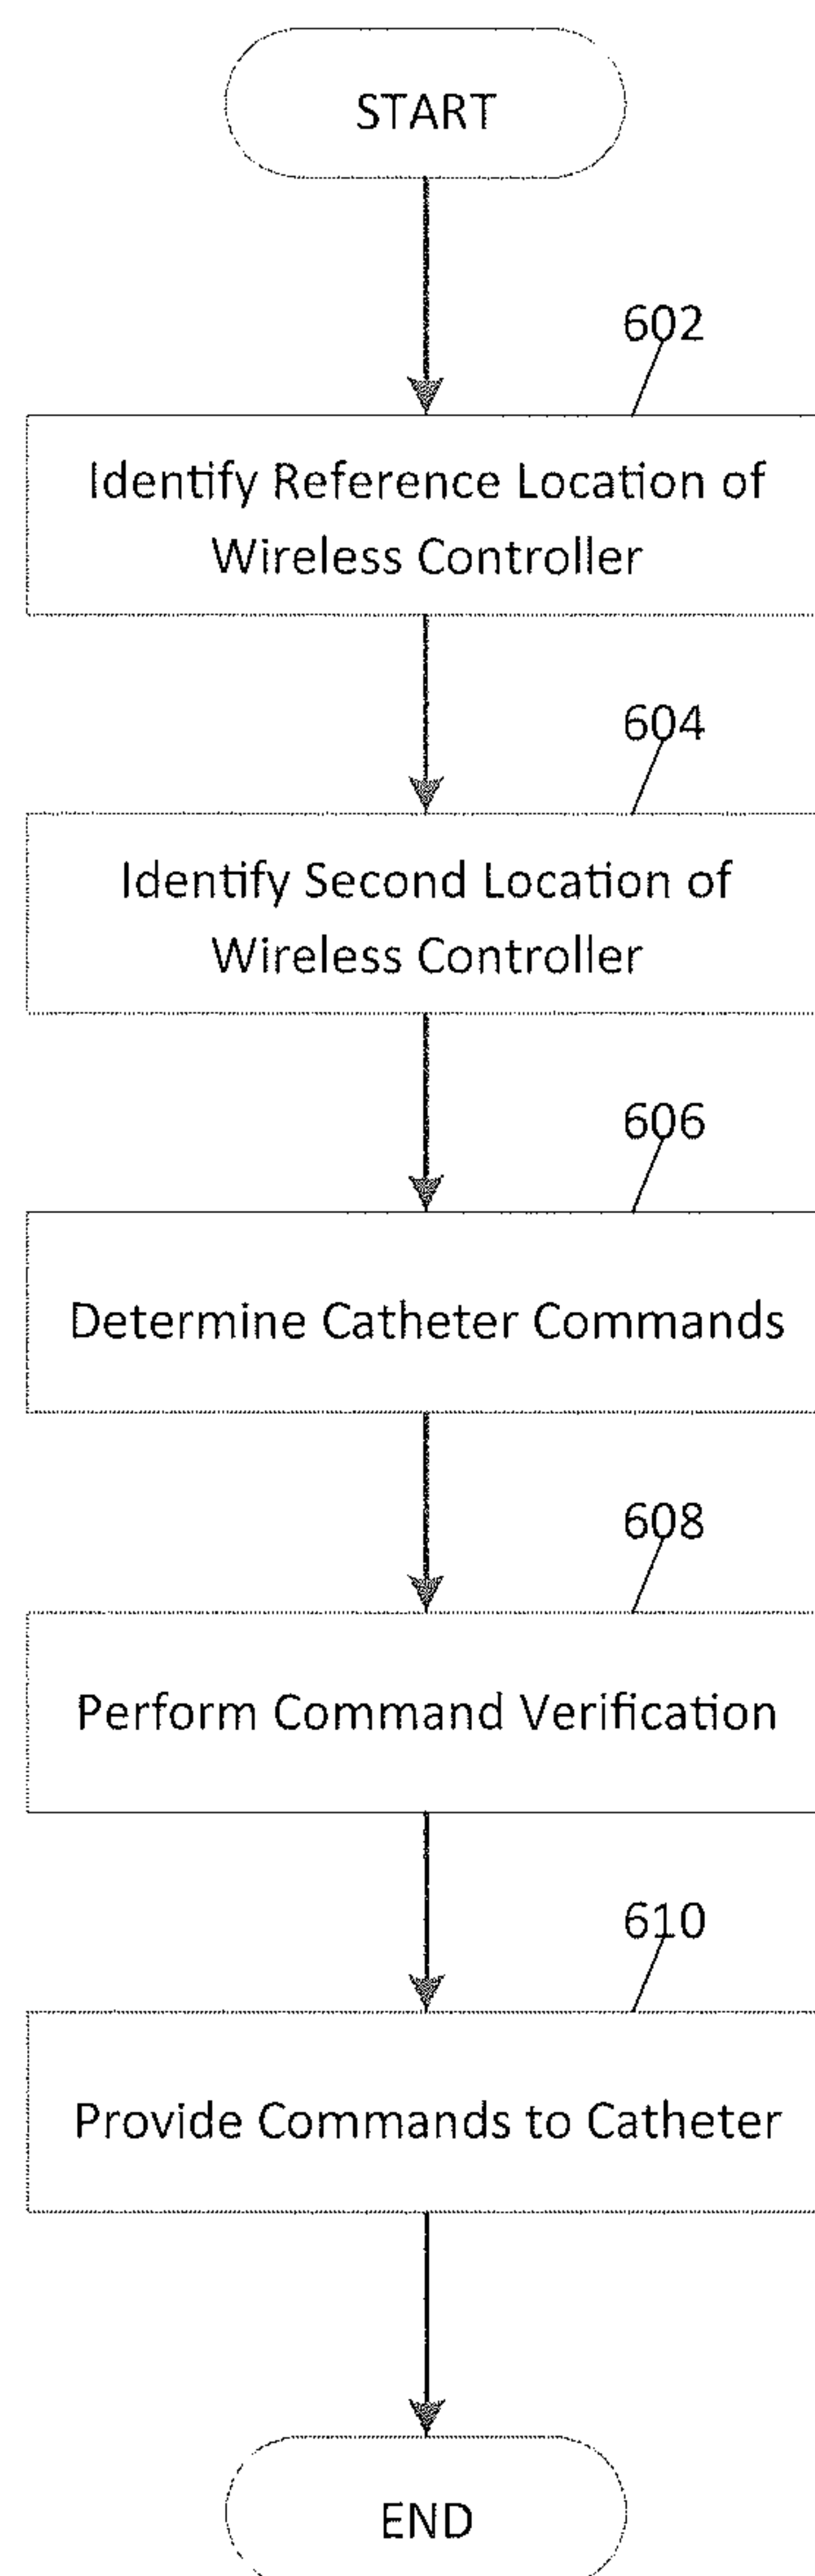 START
602
Identify Reference Location of
Wireless Controller
604
Identify Second Location of
Wireless Controller
606
Determine Catheter Commands
608
Perform Command Verification
610
Provide Commands to Catheter
END